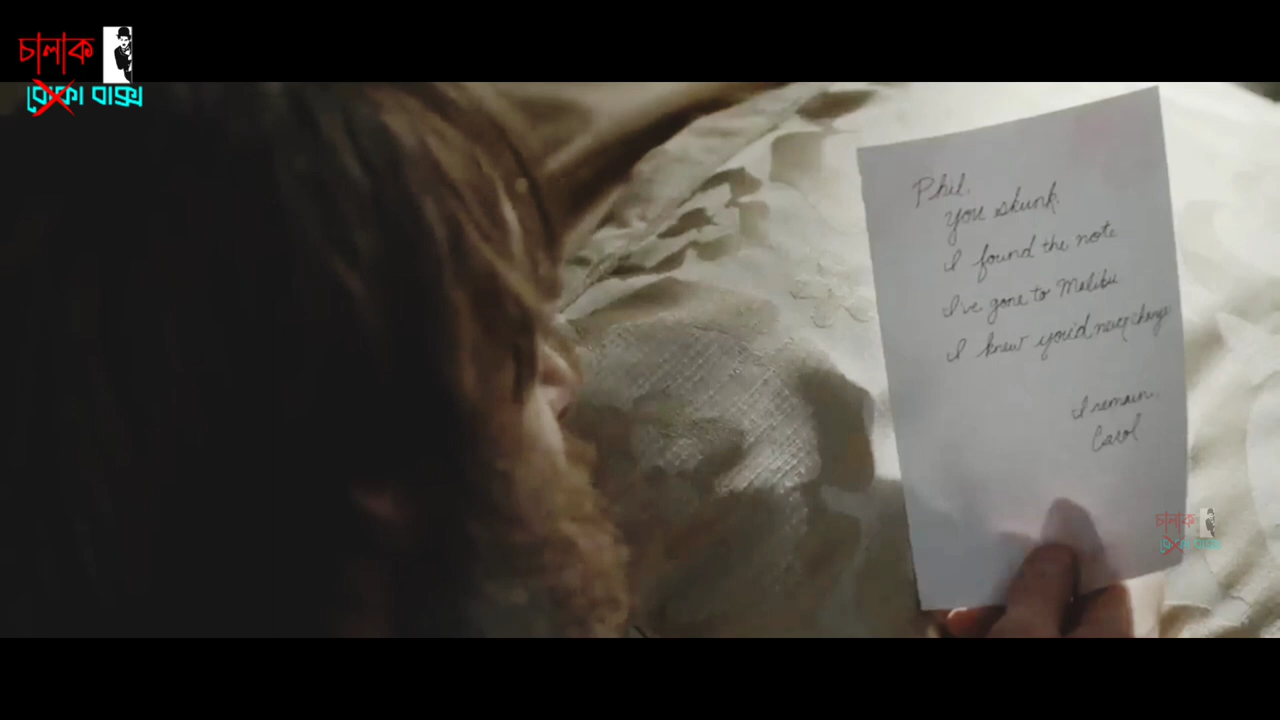 চালাক
বোকা বাক্স
Phil,
you skunk.
I found the note
I've gone to Malibu
I knew you'd never change
I remain,
Carol
চালাক
বোকা বাক্স